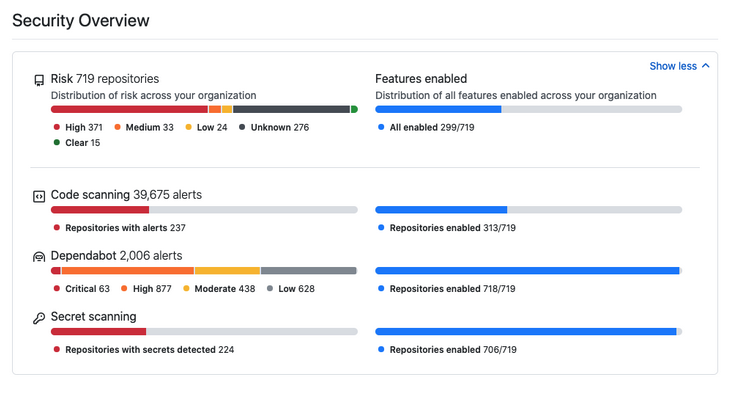 Security Overview
Show less
Risk 719 repositories
Distribution of risk across your organization
High 371 Medium 33 Low 24 Unknown 276
Clear 15
Features enabled
Distribution of all features enabled across your organization
All enabled 299/719
Code scanning 39,675 alerts
Repositories with alerts 237
Repositories enabled 313/719
Dependabot 2,006 alerts
Critical 63 High 877 Moderate 438 Low 628
Repositories enabled 718/719
Secret scanning
Repositories with secrets detected 224
Repositories enabled 706/719